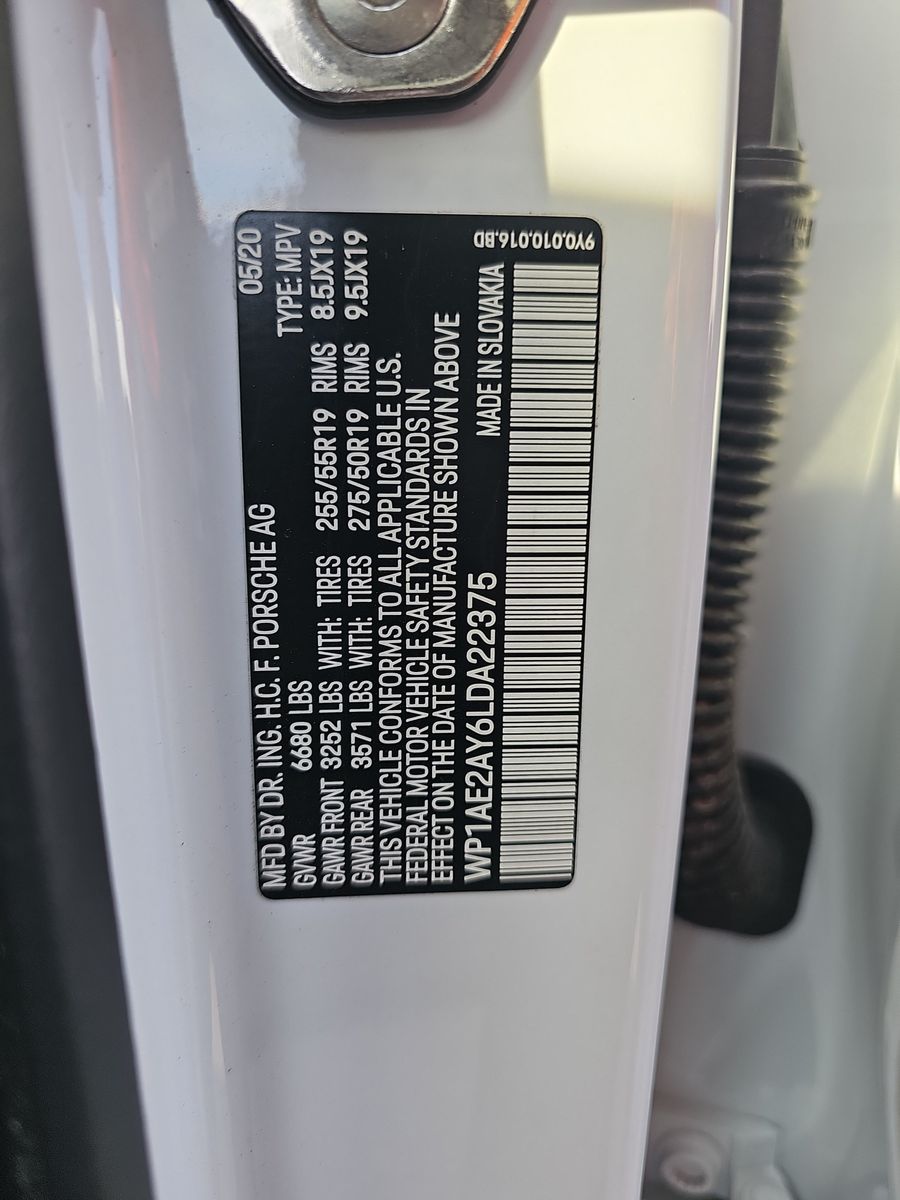 MFD BY DR. ING. H.C. F. PORSCHE AG 05/20
GVWR 6680 LBS TYPE: MPV
GAWR FRONT 3252 LBS WITH: TIRES 255/55R19 RIMS 8.5JX19
GAWR REAR 3571 LBS WITH: TIRES 275/50R19 RIMS 9.5JX19
THIS VEHICLE CONFORMS TO ALL APPLICABLE U.S.
FEDERAL MOTOR VEHICLE SAFETY STANDARDS IN
EFFECT ON THE DATE OF MANUFACTURE SHOWN ABOVE
WP1AE2AY6LDA22375 MADE IN SLOVAKIA
9Y0.010.016.BD